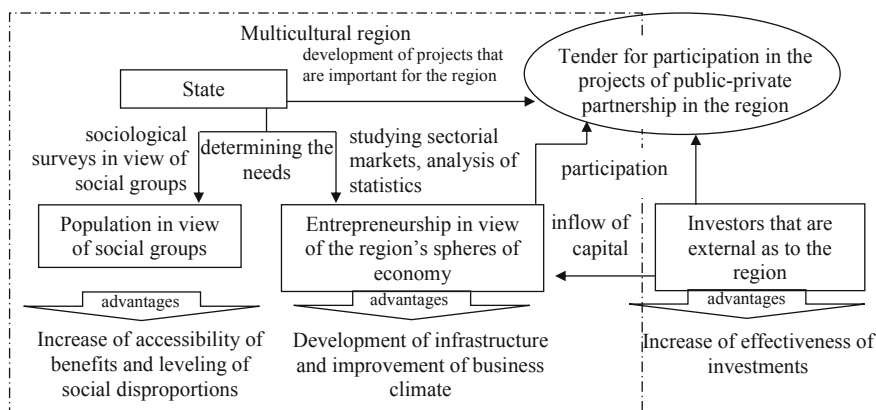 Multicultural region
development of projects that
are important for the region
Tender for participation in the
projects of public-private
partnership in the region
State
sociological
surveys in view of
social groups
determining the
needs
studying sectorial
markets, analysis of
statistics
participation
Population in view
of social groups
Entrepreneurship in view
of the region's spheres of
economy
inflow of
capital
Investors that are
external as to the
region
advantages
advantages
advantages
Increase of accessibility of
benefits and leveling of
social disproportions
Development of infrastructure
and improvement of business
climate
Increase of effectiveness of
investments